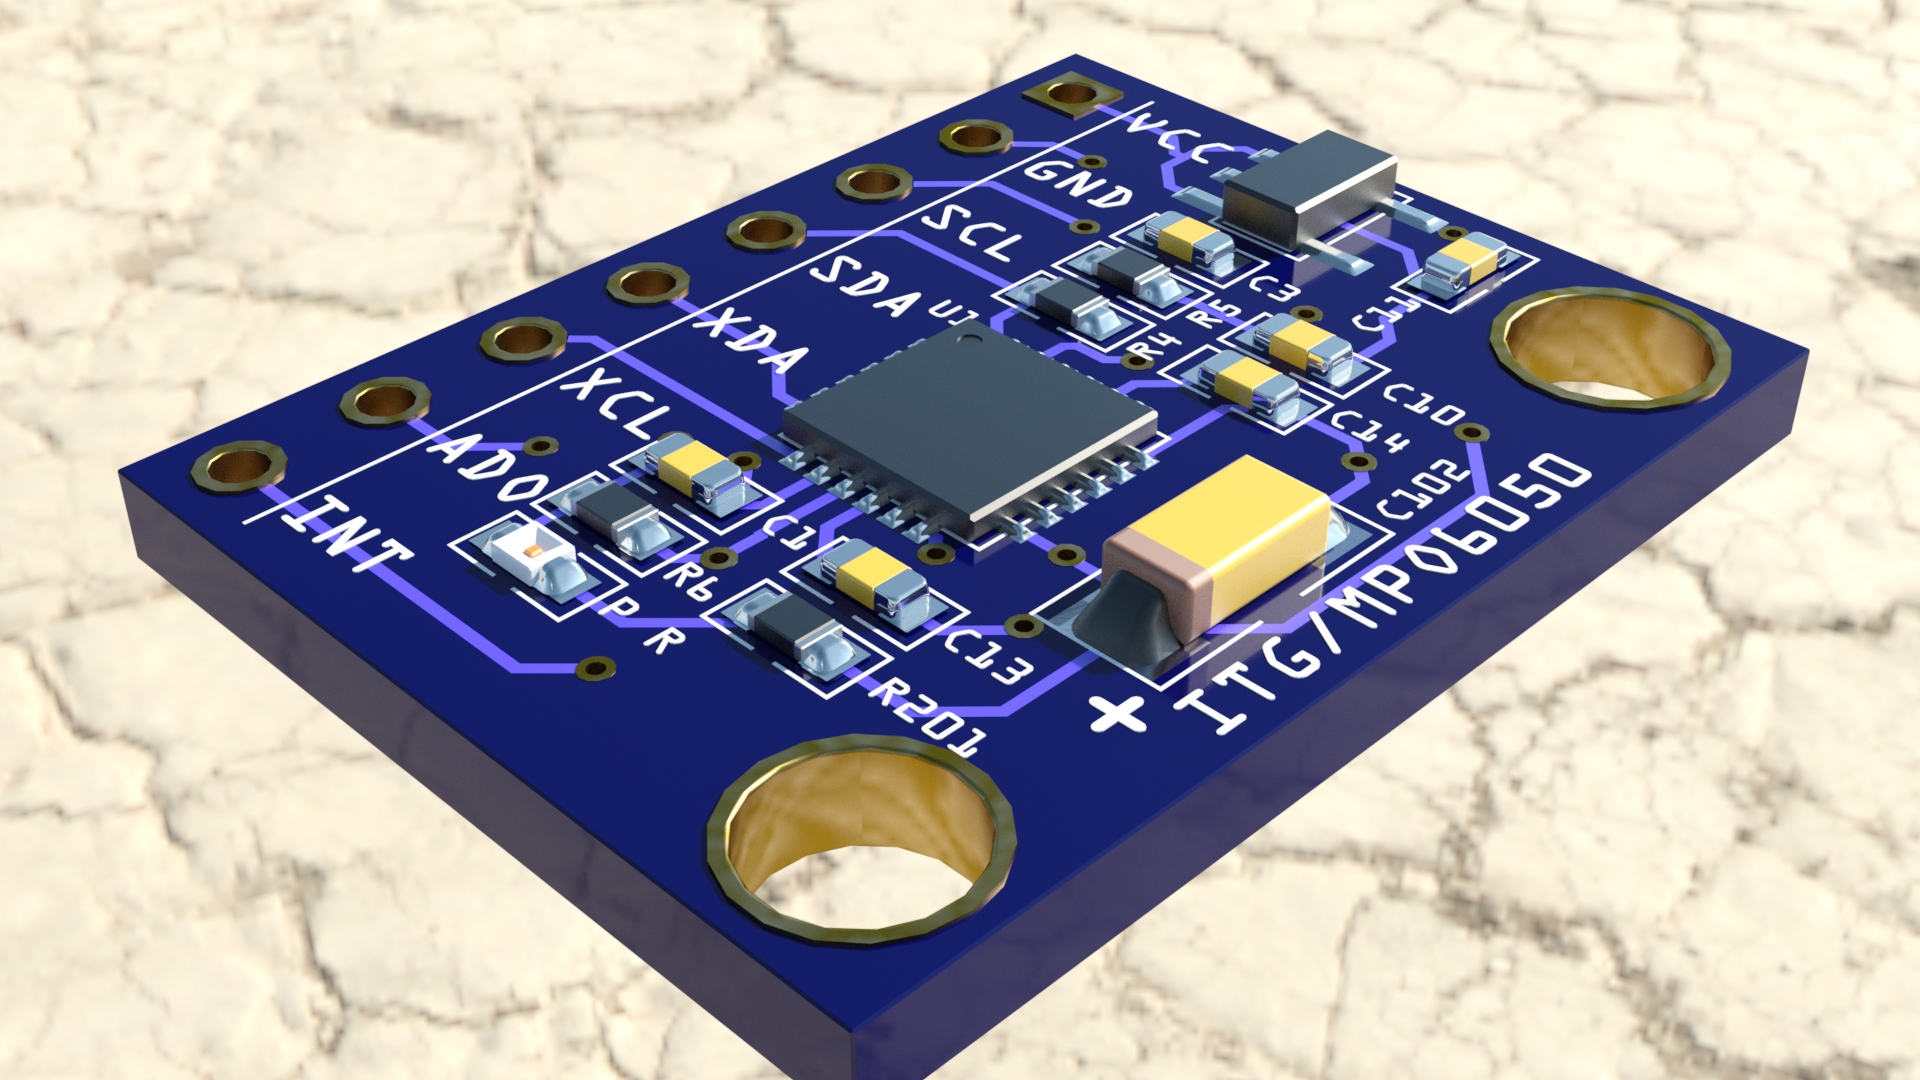 VCC
GND
SCL
SDA
XDA
XCL
ADO
INT
U1
C3
R5
R4
C11
C10
C14
C102
C1
R6
P R
C13
R201
+
ITG/MPO6050